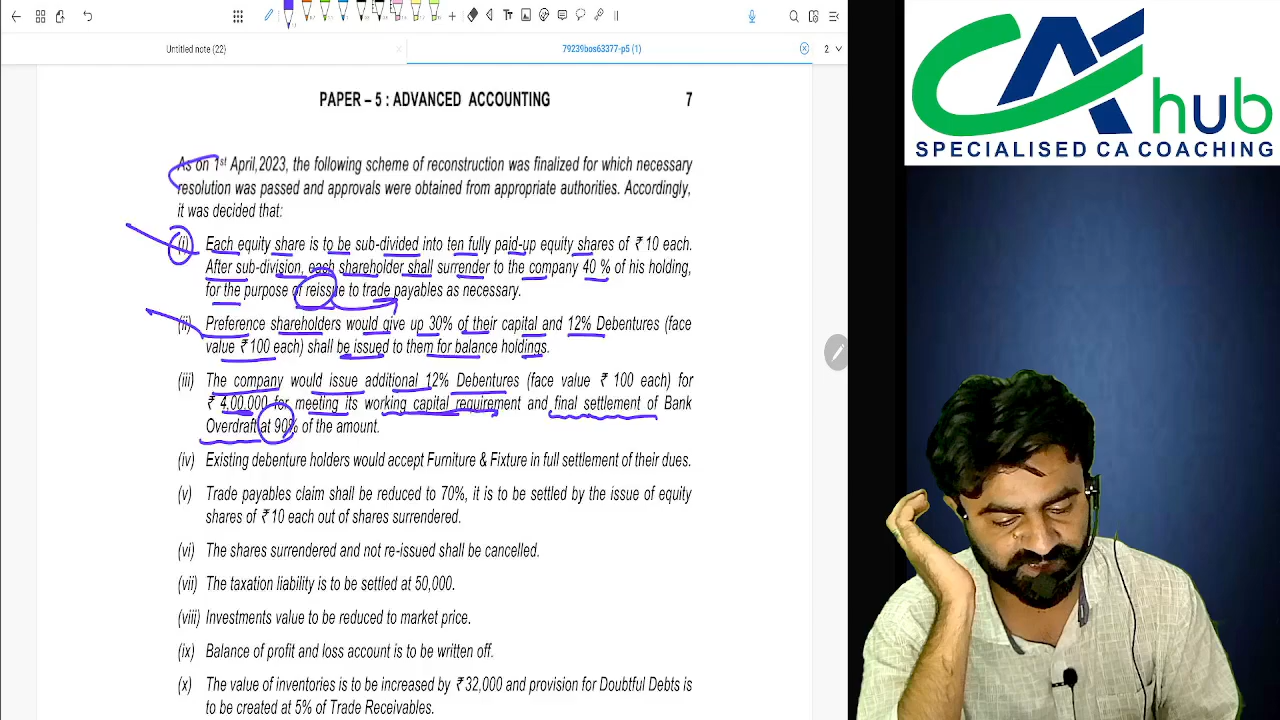 Untitled note (22)
79239bos63377-p5 (1)
2
PAPER – 5 : ADVANCED ACCOUNTING 7
As on 1st April,2023, the following scheme of reconstruction was finalized for which necessary
resolution was passed and approvals were obtained from appropriate authorities. Accordingly,
it was decided that:
(i) Each equity share is to be sub-divided into ten fully paid-up equity shares of ₹ 10 each.
After sub-division, each shareholder shall surrender to the company 40 % of his holding,
for the purpose of reissue to trade payables as necessary.
(ii) Preference shareholders would give up 30% of their capital and 12% Debentures (face
value ₹ 100 each) shall be issued to them for balance holdings.
(iii) The company would issue additional 12% Debentures (face value ₹ 100 each) for
₹ 4,00,000 for meeting its working capital requirement and final settlement of Bank
Overdraft at 90% of the amount.
(iv) Existing debenture holders would accept Furniture & Fixture in full settlement of their dues.
(v) Trade payables claim shall be reduced to 70%, it is to be settled by the issue of equity
shares of ₹ 10 each out of shares surrendered.
(vi) The shares surrendered and not re-issued shall be cancelled.
(vii) The taxation liability is to be settled at 50,000.
(viii) Investments value to be reduced to market price.
(ix) Balance of profit and loss account is to be written off.
(x) The value of inventories is to be increased by ₹ 32,000 and provision for Doubtful Debts is
to be created at 5% of Trade Receivables.
CA hub
SPECIALISED CA COACHING